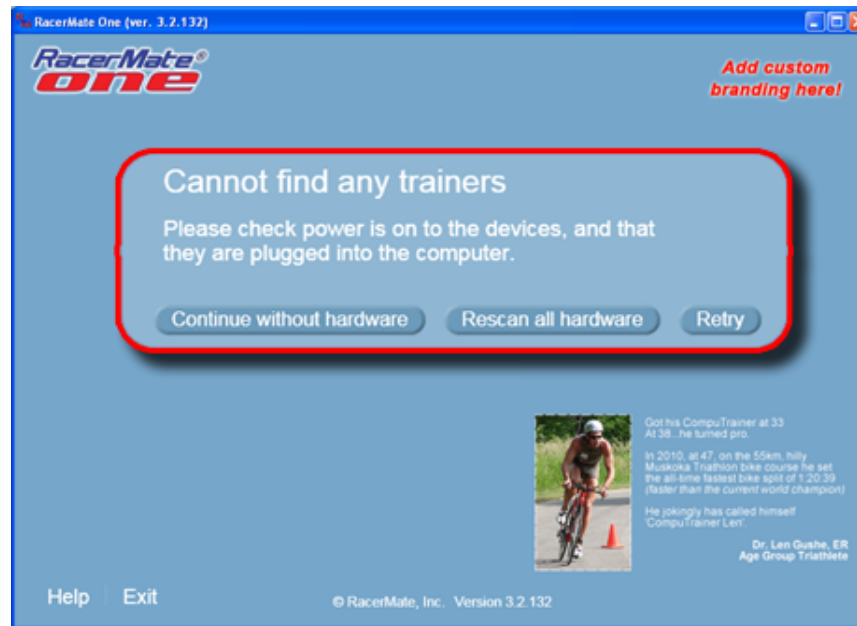 RacerMate One (ver. 3.2.132)
RacerMate®
one
Add custom
branding here!
Cannot find any trainers
Please check power is on to the devices, and that
they are plugged into the computer.
Continue without hardware
Rescan all hardware
Retry
Got his CompuTrainer at 33
At 38...he turned pro.
In 2010, at 47, on the 55km, hilly
Muskoka Triathlon bike course he set
the all-time fastest bike split of 1:20:39
(faster than the current world champion)
He jokingly has called himself
'CompuTrainer Len'.
Dr. Len Gushe, ER
Age Group Triathlete
Help Exit
© RacerMate, Inc. Version 3.2.132